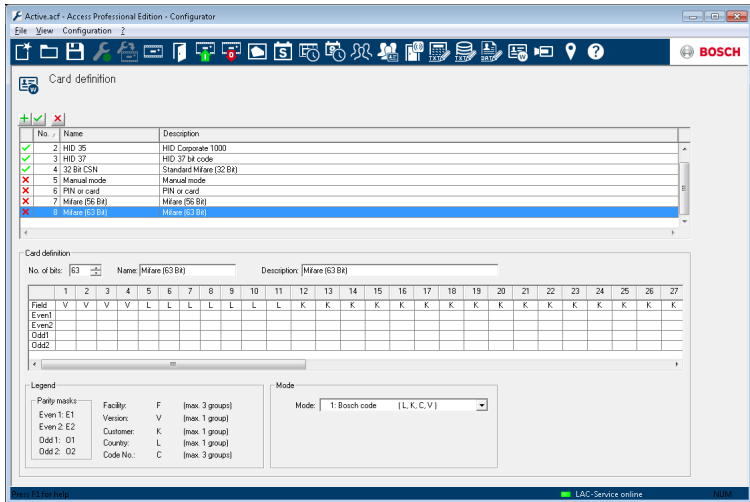 Active.acf - Access Professional Edition - Configurator
File View Configuration ?
TXT TXT DATA W
BOSCH
W Card definition
No. Name Description
2 HID 35 HID Corporate 1000
3 HID 37 HID 37 bit code
4 32 Bit CSN Standard Mifare (32 Bit)
5 Manual mode Manual mode
6 PIN or card PIN or card
7 Mifare (56 Bit) Mifare (56 Bit)
8 Mifare (63 Bit) Mifare (63 Bit)
Card definition
No. of bits: 63 Name: Mifare (63 Bit) Description: Mifare (63 Bit)
1 2 3 4 5 6 7 8 9 10 11 12 13 14 15 16 17 18 19 20 21 22 23 24 25 26 27
Field V V V V L L L L L L L K K K K K K K K K K K K K K K K
Even1
Even2
Odd1
Odd2
Legend
Parity masks
Even 1: E1
Even 2: E2
Odd 1: O1
Odd 2: O2
Facility: F (max. 3 groups)
Version: V (max. 1 group)
Customer: K (max. 1 group)
Country: L (max. 1 group)
Code No.: C (max. 3 groups)
Mode
Mode: 1: Bosch code ( L, K, C, V )
Press F1 for help LAC-Service online NUM